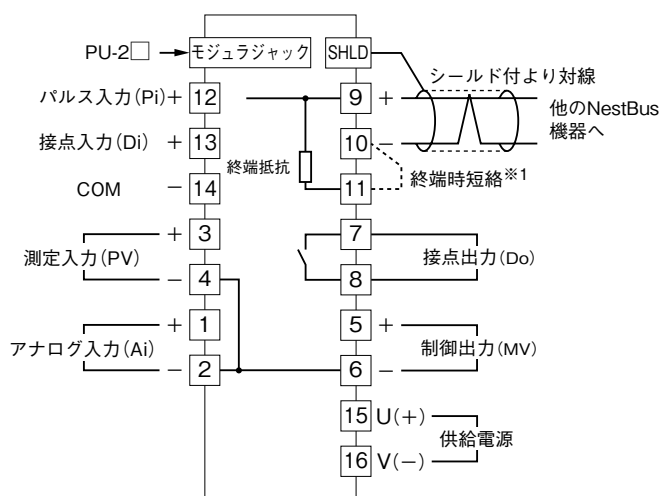 PU-2□ モジュラジャック SHLD
シールド付より対線
パルス入力(Pi) + 12 9 +
他のNestBus
機器へ
接点入力(Di) + 13 10 −
終端抵抗
終端時短絡※1
COM − 14 11
+ 3 7
測定入力(PV) 接点出力(Do)
− 4 8
+ 1 5 +
アナログ入力(Ai) 制御出力(MV)
− 2 6 −
15 U(+)
供給電源
16 V(−)